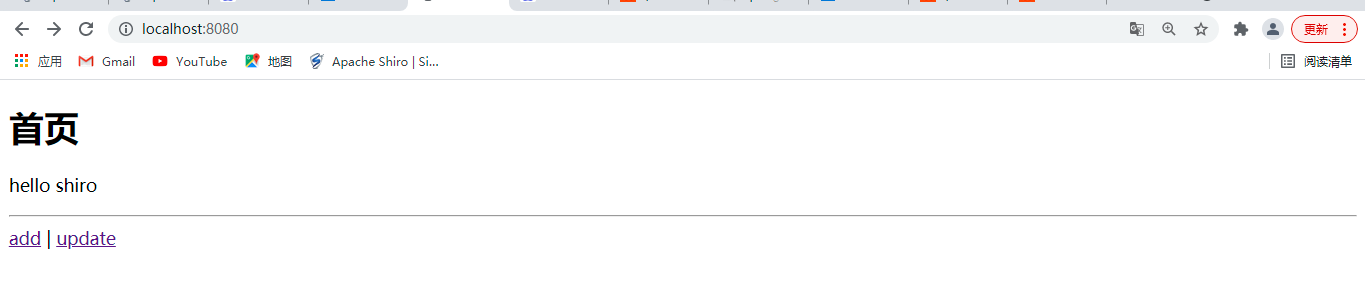 localhost:8080
更新
应用 Gmail YouTube 地图 Apache Shiro | Si... 阅读清单
首页
hello shiro
add | update